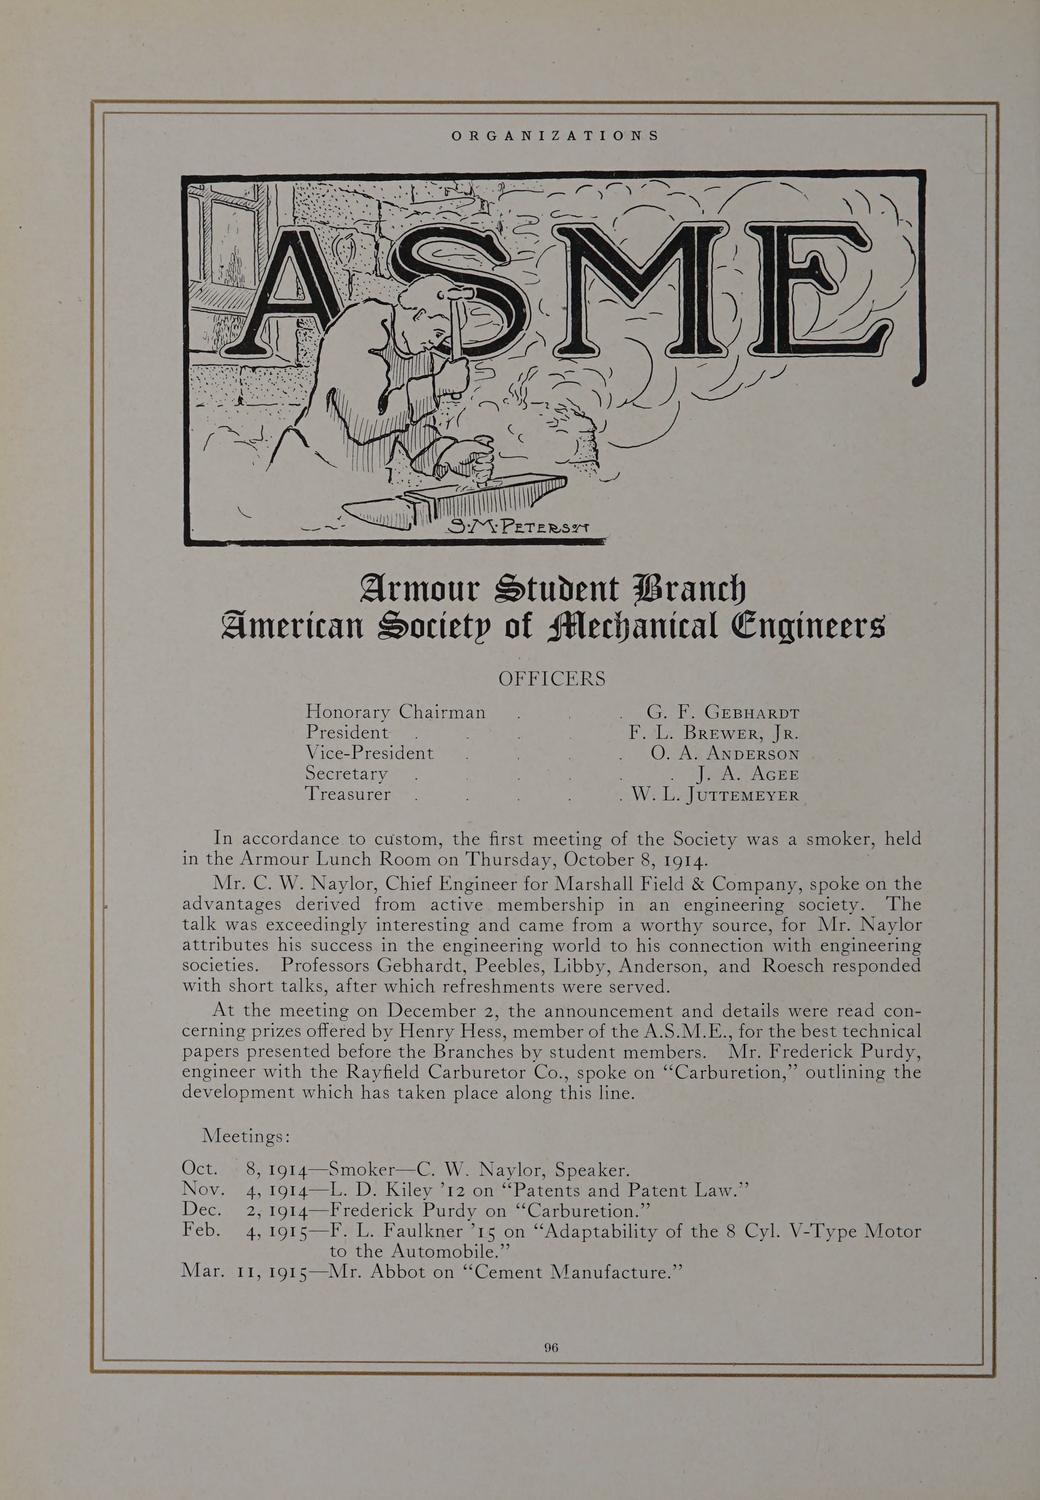 ORGANIZATIONS
ASME
Armour Student Branch
American Society of Mechanical Engineers
OFFICERS
Honorary Chairman . . . G. F. GEBHARDT
President . . . . F. L. BREWER, JR.
Vice-President . . . . O. A. ANDERSON
Secretary . . . . . . J. A. AGEE
Treasurer . . . . . W. L. JUTTEMEYER
In accordance to custom, the first meeting of the Society was a smoker, held
in the Armour Lunch Room on Thursday, October 8, 1914.
Mr. C. W. Naylor, Chief Engineer for Marshall Field & Company, spoke on the
advantages derived from active membership in an engineering society. The
talk was exceedingly interesting and came from a worthy source, for Mr. Naylor
attributes his success in the engineering world to his connection with engineering
societies. Professors Gebhardt, Peebles, Libby, Anderson, and Roesch responded
with short talks, after which refreshments were served.
At the meeting on December 2, the announcement and details were read con-
cerning prizes offered by Henry Hess, member of the A.S.M.E., for the best technical
papers presented before the Branches by student members. Mr. Frederick Purdy,
engineer with the Rayfield Carburetor Co., spoke on “Carburetion,” outlining the
development which has taken place along this line.
Meetings:
Oct. 8, 1914—Smoker—C. W. Naylor, Speaker.
Nov. 4, 1914—L. D. Kiley ’12 on “Patents and Patent Law.”
Dec. 2, 1914—Frederick Purdy on “Carburetion.”
Feb. 4, 1915—F. L. Faulkner ’15 on “Adaptability of the 8 Cyl. V-Type Motor
to the Automobile.”
Mar. 11, 1915—Mr. Abbot on “Cement Manufacture.”
96